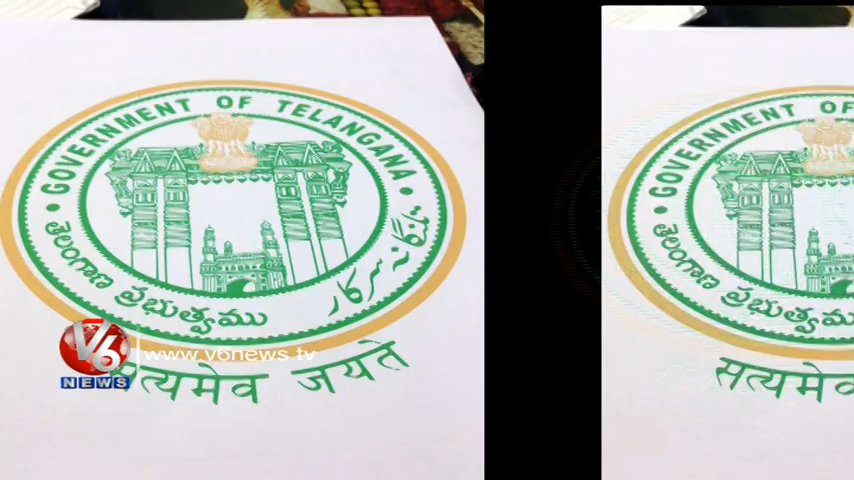 GOVERNMENT OF TELANGANA
తెలంగాణ ప్రభుత్వము
تلنگانہ سرکار
सत्यमेव जयते
V6
NEWS
www.v6news.tv
GOVERNMENT OF
తెలంగాణ ప్రభుత్వము
सत्यमेव